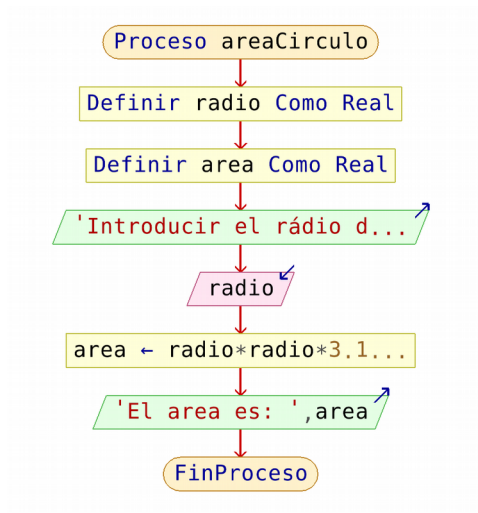 Proceso areaCirculo
Definir radio Como Real
Definir area Como Real
'Introducir el rádio d...
radio
area ← radio*radio*3.1...
'El area es: ',area
FinProceso